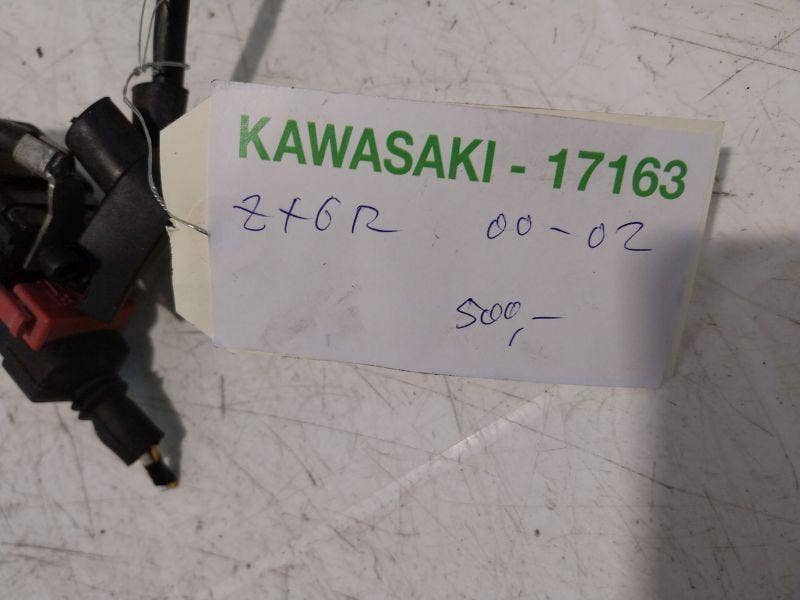 KAWASAKI - 17163
ZX6R 00-02
500,-